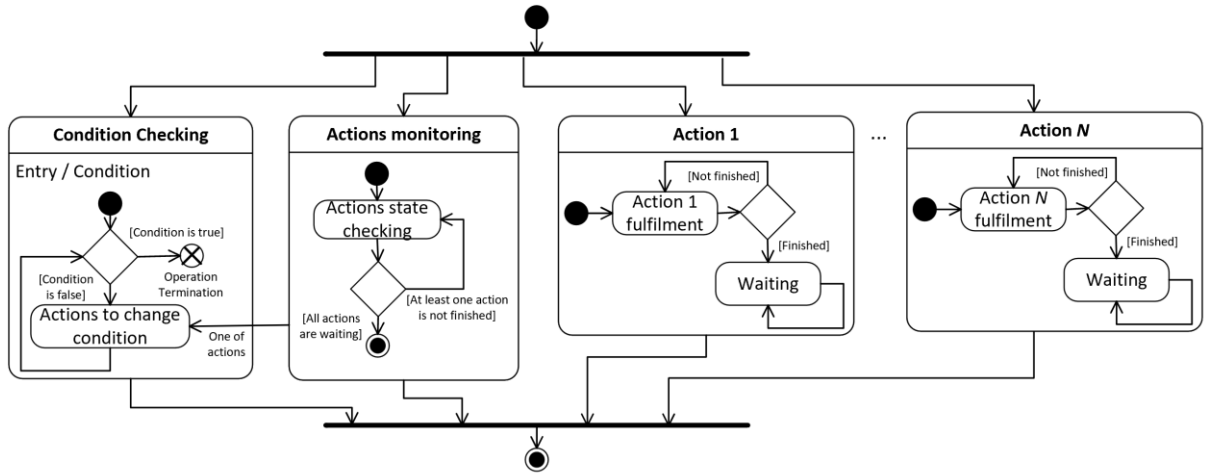 Condition Checking
Entry / Condition
[Condition is true]
[Condition
is false]
Operation
Termination
Actions to change
condition
One of
actions
Actions monitoring
Actions state
checking
[At least one action
is not finished]
[All actions
are waiting]
Action 1
[Not finished]
Action 1
fulfilment
[Finished]
Waiting
...
Action N
[Not finished]
Action N
fulfilment
[Finished]
Waiting